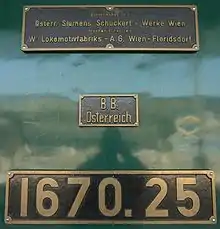 Österr. Siemens Schuckert - Werke Wien
W. Lokomotivfabriks - A.G. Wien - Floridsdorf
B.B.
Österreich
1670.25